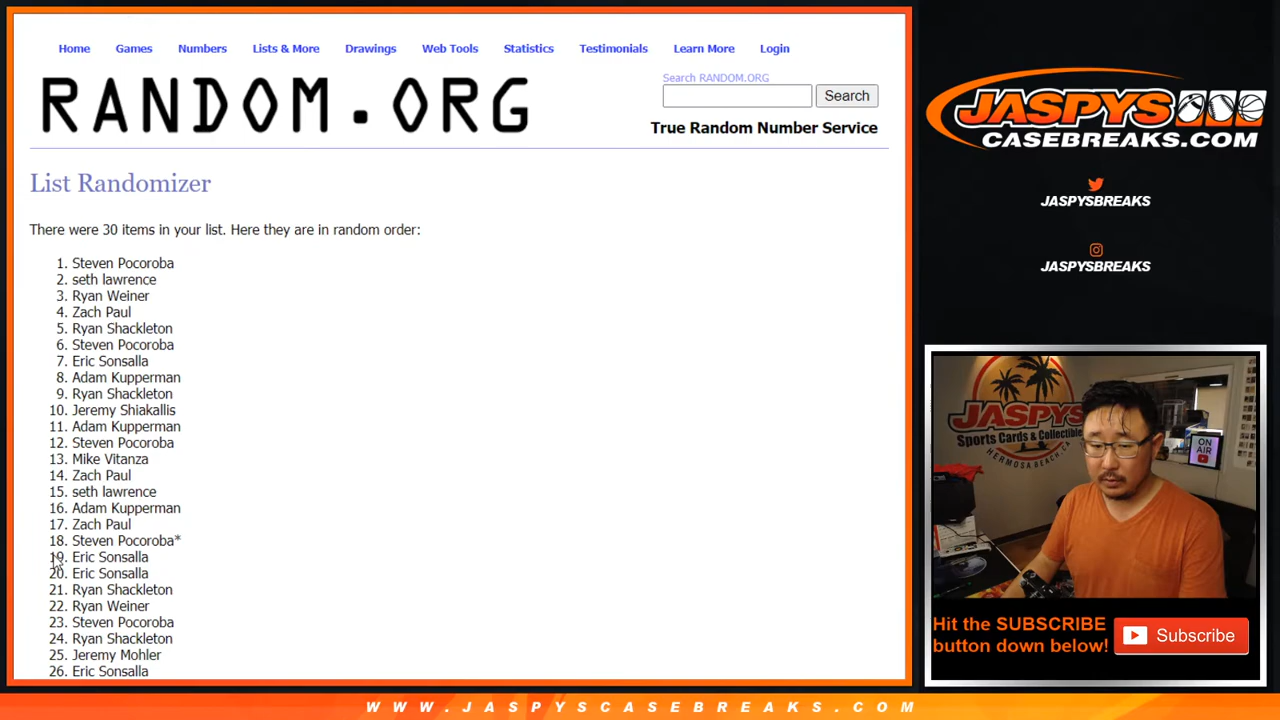 Home Games Numbers Lists & More Drawings Web Tools Statistics Testimonials Learn More Login
RANDOM.ORG
Search RANDOM.ORG
Search
True Random Number Service
List Randomizer
There were 30 items in your list. Here they are in random order:
1. Steven Pocoroba
2. seth lawrence
3. Ryan Weiner
4. Zach Paul
5. Ryan Shackleton
6. Steven Pocoroba
7. Eric Sonsalla
8. Adam Kupperman
9. Ryan Shackleton
10. Jeremy Shiakallis
11. Adam Kupperman
12. Steven Pocoroba
13. Mike Vitanza
14. Zach Paul
15. seth lawrence
16. Adam Kupperman
17. Zach Paul
18. Steven Pocoroba*
19. Eric Sonsalla
20. Eric Sonsalla
21. Ryan Shackleton
22. Ryan Weiner
23. Steven Pocoroba
24. Ryan Shackleton
25. Jeremy Mohler
26. Eric Sonsalla
JASPYS
CASEBREAKS.COM
JASPYSBREAKS
JASPYSBREAKS
JASPYS
Sports Cards & Collectible
HERMOSA BEACH,
ON
AIR
Hit the SUBSCRIBE
button down below!
Subscribe
WWW.JASPYSCASEBREAKS.COM